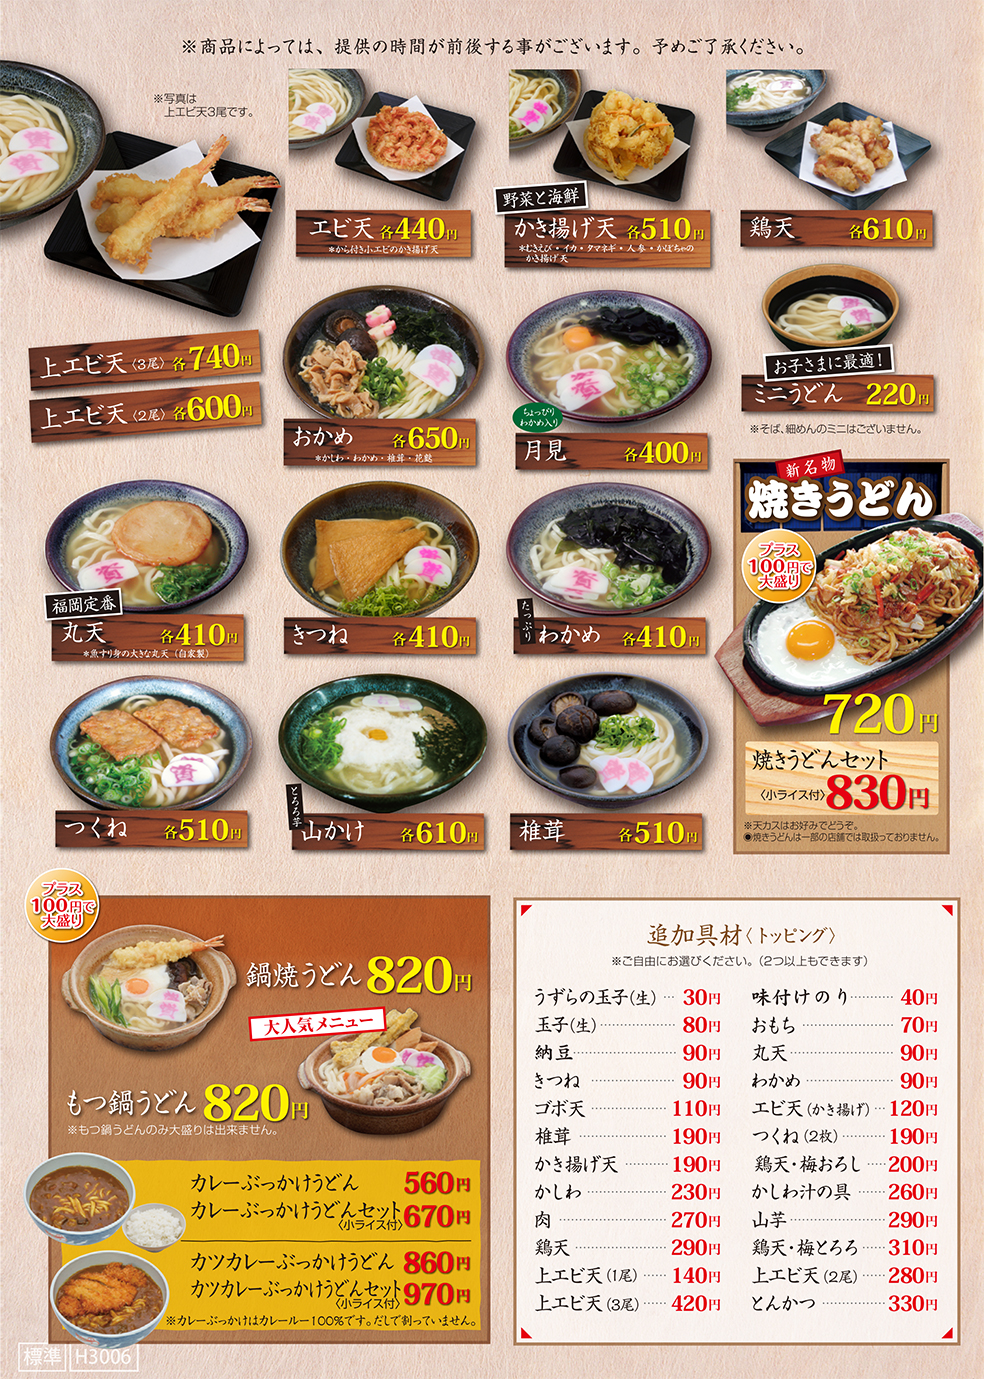 ※商品によっては、提供の時間が前後する事がございます。予めご了承ください。
※写真は
上エビ天3尾です。
エビ天 各440円
*から付き小エビのかき揚げ天
野菜と海鮮
かき揚げ天 各510円
*むきえび・イカ・タマネギ・人参・かぼちゃの
かき揚げ天
鶏天 各610円
上エビ天〈3尾〉各740円
上エビ天〈2尾〉各600円
おかめ 各650円
*かしわ・わかめ・椎茸・花麩
ちょっぴり
わかめ入り
月見 各400円
お子さまに最適!
ミニうどん 220円
※そば、細めんのミニはございません。
福岡定番
丸天 各410円
*魚すり身の大きな丸天(自家製)
きつね 各410円
たっぷり
わかめ 各410円
新名物
焼きうどん
プラス
100円で
大盛り
720円
焼きうどんセット
〈小ライス付〉830円
※天カスはお好みでどうぞ。
◉焼きうどんは一部の店舗では取扱っておりません。
つくね 各510円
とろろ芋
山かけ 各610円
椎茸 各510円
プラス
100円で
大盛り
鍋焼うどん 820円
大人気メニュー
もつ鍋うどん 820円
※もつ鍋うどんのみ大盛りは出来ません。
カレーぶっかけうどん 560円
カレーぶっかけうどんセット 670円
〈小ライス付〉
カツカレーぶっかけうどん 860円
カツカレーぶっかけうどんセット 970円
〈小ライス付〉
※カレーぶっかけはカレールー100%です。だしで割っていません。
追加具材〈トッピング〉
※ご自由にお選びください。(2つ以上もできます)
うずらの玉子(生)… 30円
玉子(生)… 80円
納豆… 90円
きつね… 90円
ゴボ天… 110円
椎茸… 190円
かき揚げ天… 190円
かしわ… 230円
肉… 270円
鶏天… 290円
上エビ天(1尾)… 140円
上エビ天(3尾)… 420円
味付けのり… 40円
おもち… 70円
丸天… 90円
わかめ… 90円
エビ天(かき揚げ)… 120円
つくね(2枚)… 190円
鶏天・梅おろし… 200円
かしわ汁の具… 260円
山芋… 290円
鶏天・梅とろろ… 310円
上エビ天(2尾)… 280円
とんかつ… 330円
標準 H3006